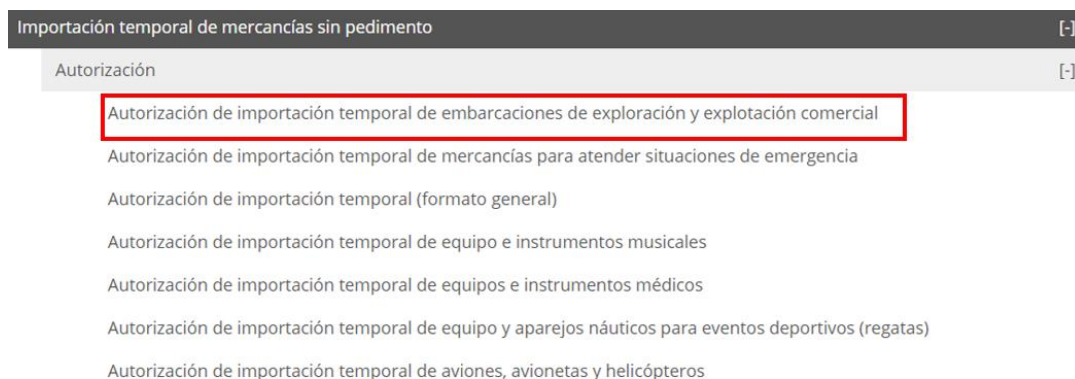 Importación temporal de mercancías sin pedimento [-]
Autorización [-]
Autorización de importación temporal de embarcaciones de exploración y explotación comercial
Autorización de importación temporal de mercancías para atender situaciones de emergencia
Autorización de importación temporal (formato general)
Autorización de importación temporal de equipo e instrumentos musicales
Autorización de importación temporal de equipos e instrumentos médicos
Autorización de importación temporal de equipo y aparejos náuticos para eventos deportivos (regatas)
Autorización de importación temporal de aviones, avionetas y helicópteros